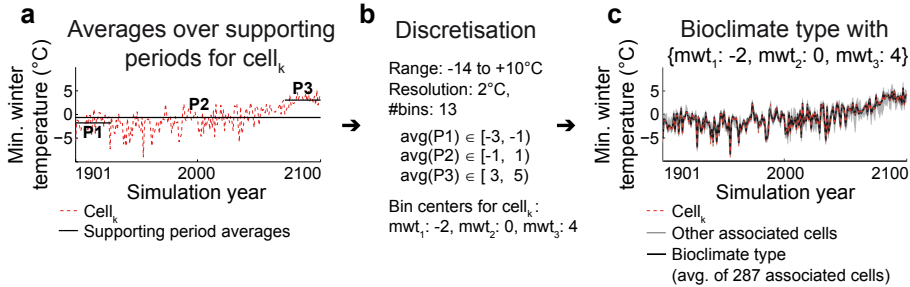 a
Averages over supporting
periods for cell_k
Min. winter
temperature (°C)
5
0
−5
P1
P2
P3
1901
2000
2100
Simulation year
Cell_k
Supporting period averages
b
Discretisation
Range: -14 to +10°C
Resolution: 2°C,
#bins: 13
avg(P1) ∈ [-3, -1)
avg(P2) ∈ [-1, 1)
avg(P3) ∈ [ 3, 5)
Bin centers for cell_k:
mwt_1: -2, mwt_2: 0, mwt_3: 4
c
Bioclimate type with
{mwt_1: -2, mwt_2: 0, mwt_3: 4}
Min. winter
temperature (°C)
5
0
−5
1901
2000
2100
Simulation year
Cell_k
Other associated cells
Bioclimate type
(avg. of 287 associated cells)